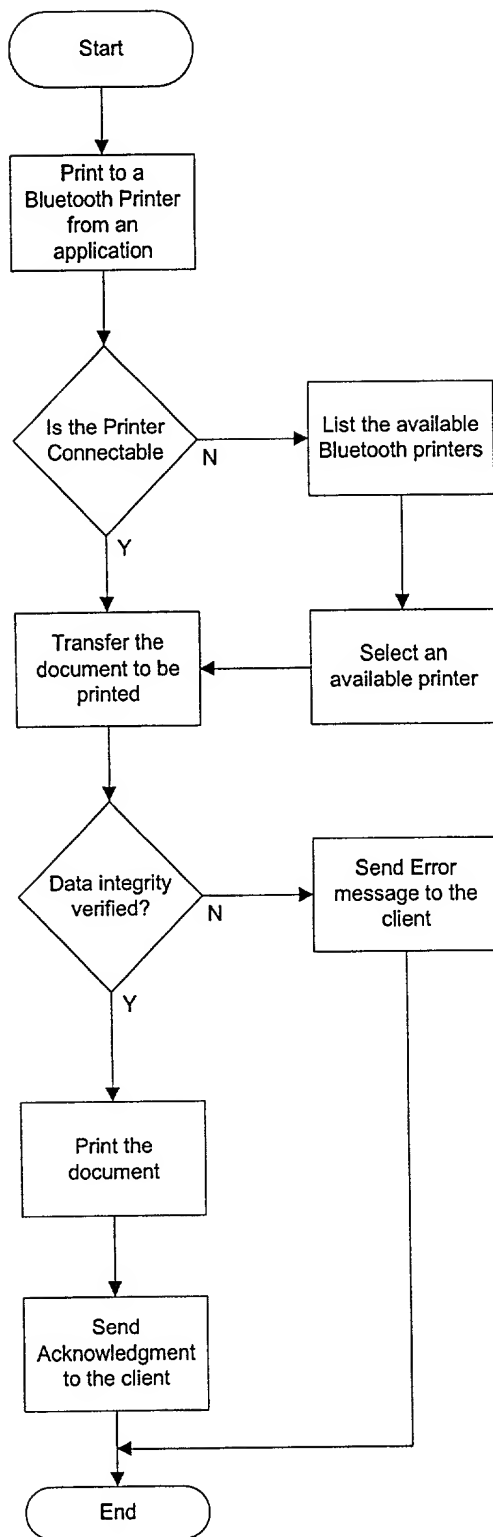 Start
Print to a
Bluetooth Printer
from an
application
Is the Printer
Connectable
N
List the available
Bluetooth printers
Y
Transfer the
document to be
printed
Select an
available printer
Data integrity
verified?
N
Send Error
message to the
client
Y
Print the
document
Send
Acknowledgment
to the client
End